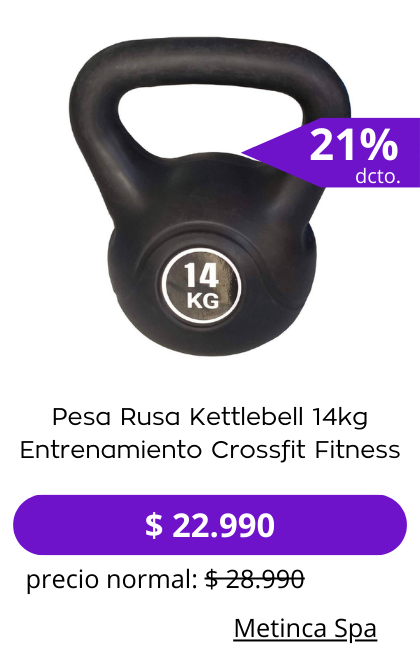 21%
dcto.
14
KG
Pesa Rusa Kettlebell 14kg
Entrenamiento Crossfit Fitness
$ 22.990
precio normal: $ 28.990
Metinca Spa